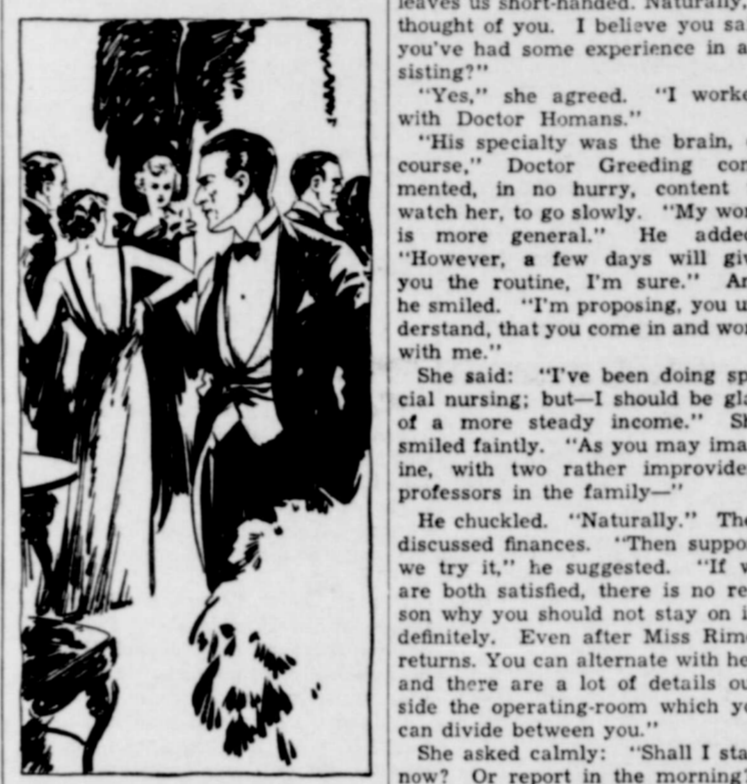 leaves us short-handed. Naturally,
thought of you. I believe you sa
you've had some experience in a
sisting?"
"Yes," she agreed. "I worke
with Doctor Homans."
"His specialty was the brain,
course," Doctor Greeding com
mented, in no hurry, content
watch her, to go slowly. "My wor
is more general." He added
"However, a few days will giv
you the routine, I'm sure." An
he smiled. "I'm proposing, you u
derstand, that you come in and wor
with me."
She said: "I've been doing sp
cial nursing; but—I should be gla
of a more steady income." Sh
smiled faintly. "As you may ima
ine, with two rather improvide
professors in the family—"
He chuckled. "Naturally." The
discussed finances. "Then suppo
we try it," he suggested. "If w
are both satisfied, there is no re
son why you should not stay on i
definitely. Even after Miss Rim
returns. You can alternate with he
and there are a lot of details ou
side the operating-room which yo
can divide between you."
She asked calmly: "Shall I sta
now? Or report in the morning?